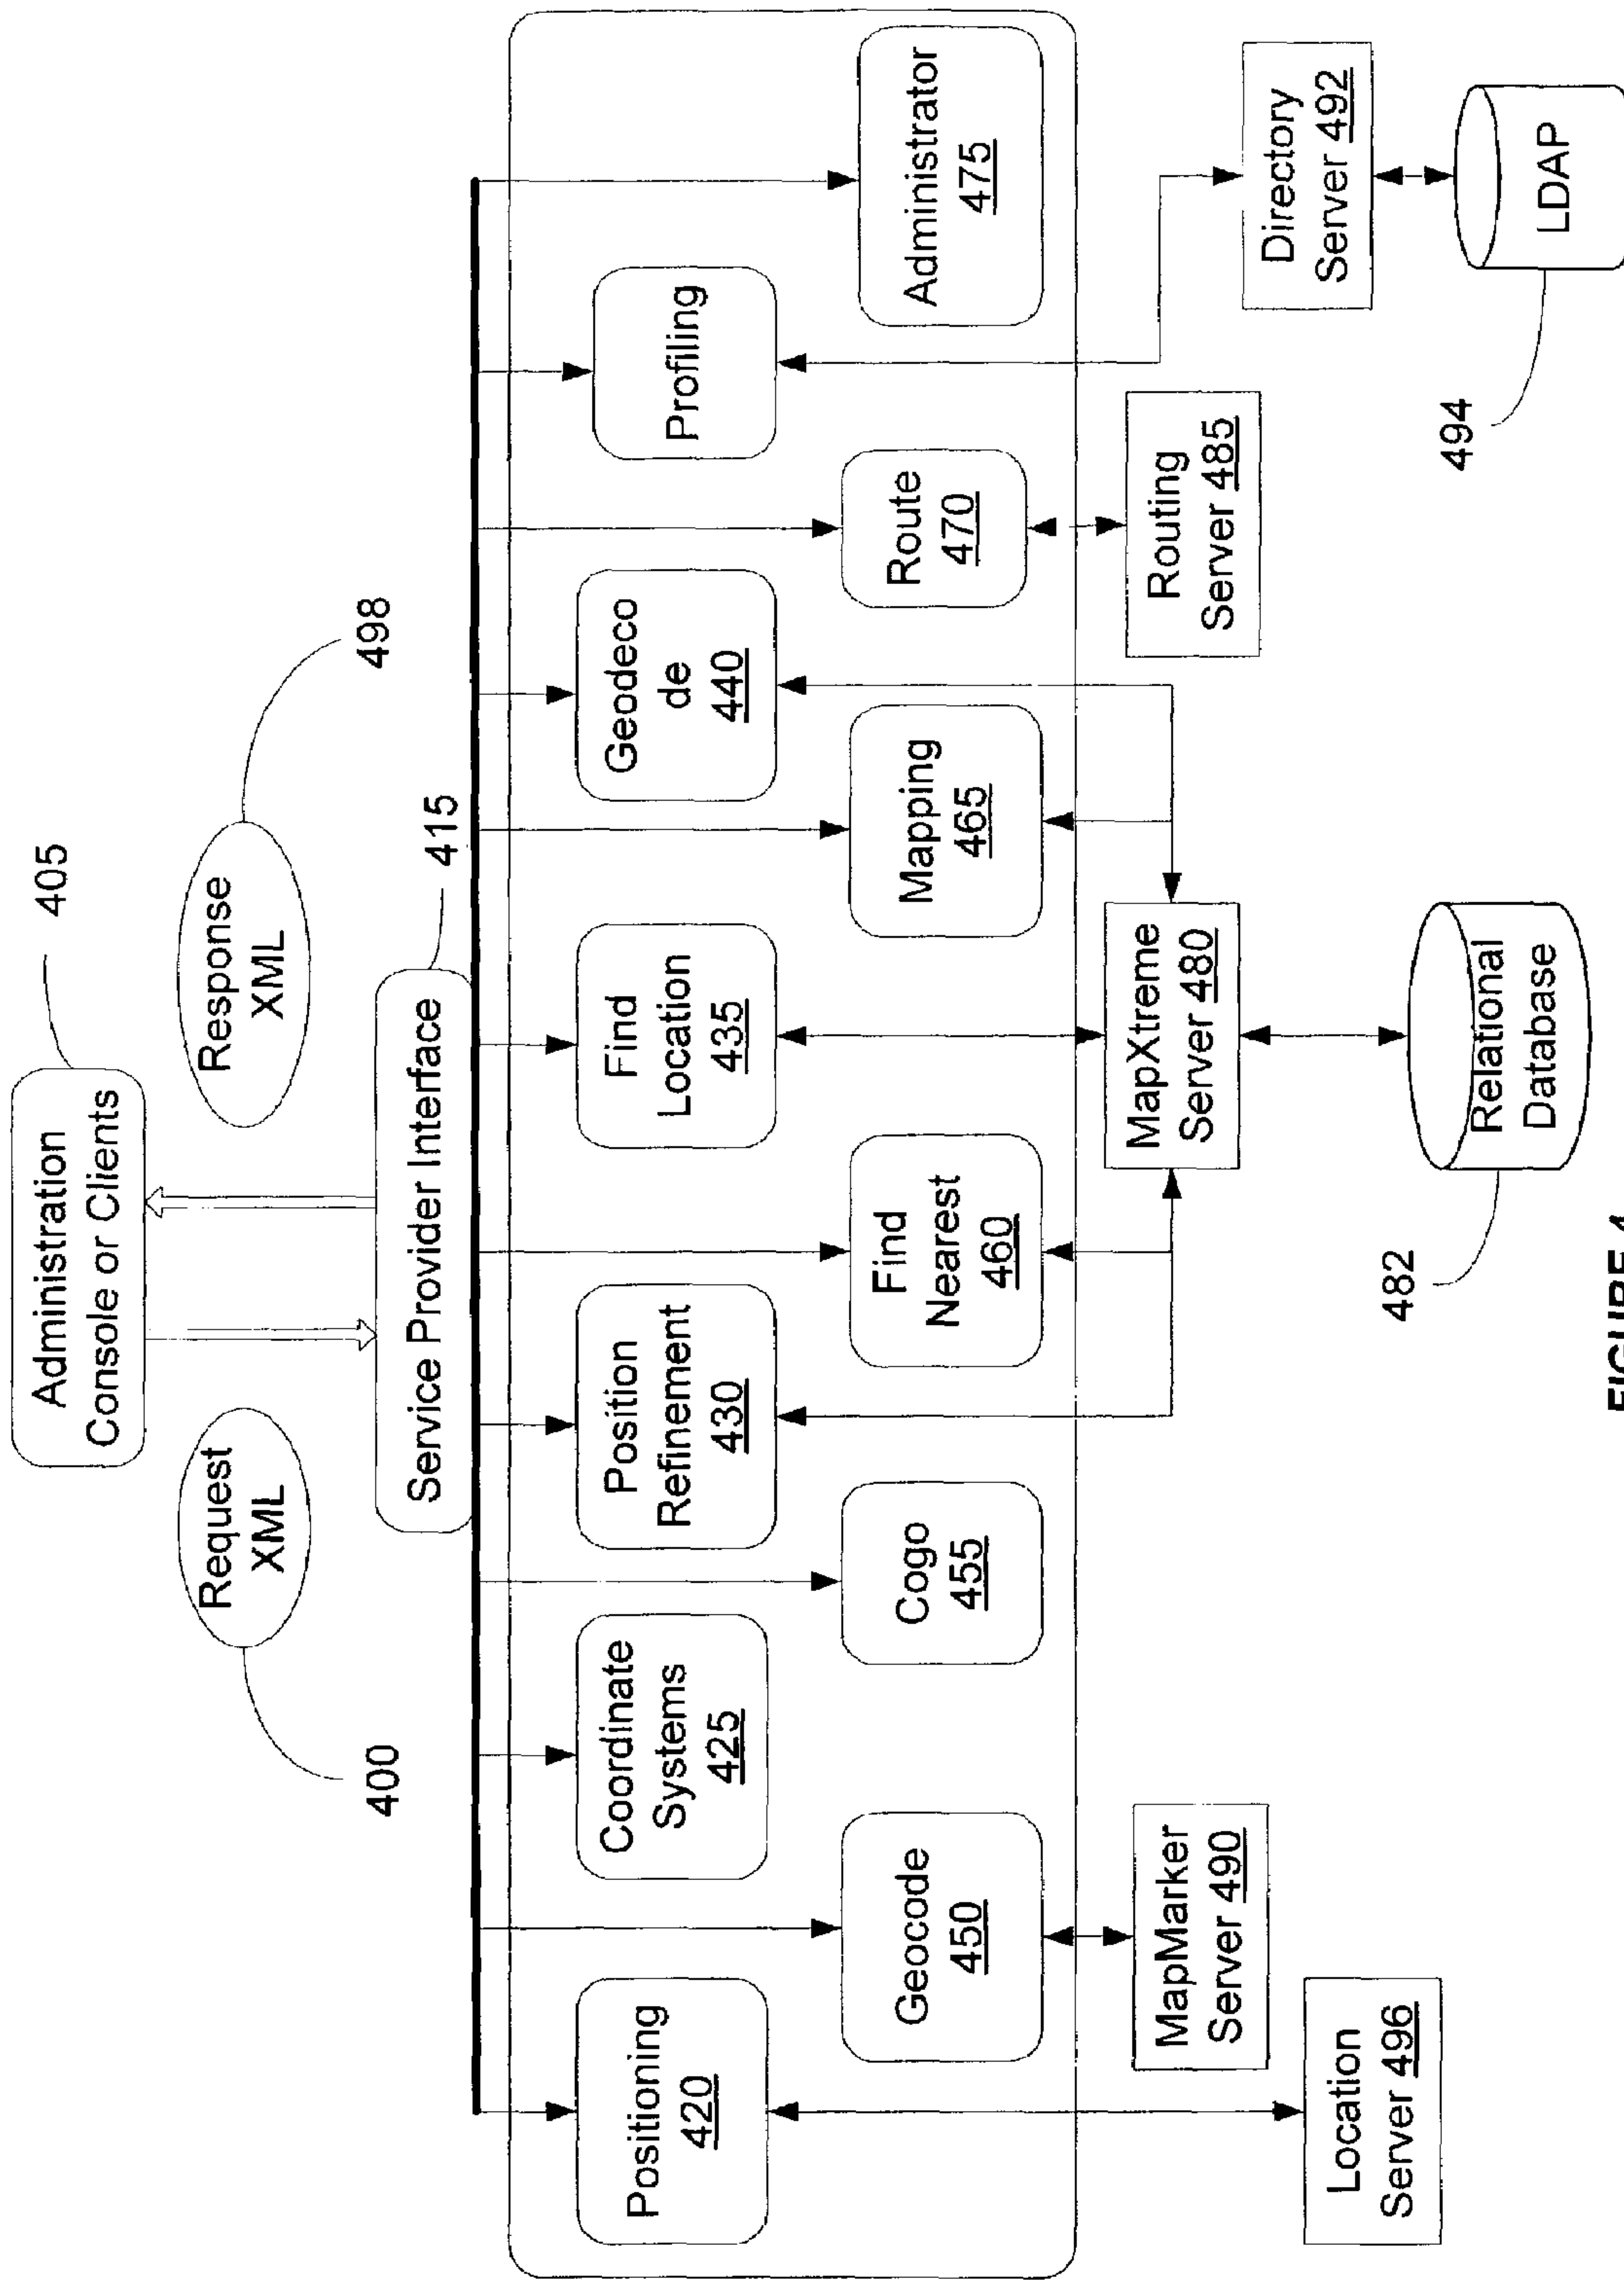 Administration
Console or Clients
405
Request
XML
400
Response
XML
498
Service Provider Interface
415
Positioning
420
Coordinate
Systems
425
Position
Refinement
430
Find
Location
435
Geodeco
de
440
Profiling
Geocode
450
Cogo
455
Find
Nearest
460
Mapping
465
Route
470
Administrator
475
Location
Server 496
MapMarker
Server 490
MapXtreme
Server 480
Routing
Server 485
Directory
Server 492
Relational
Database
482
LDAP
494
FIGURE 4